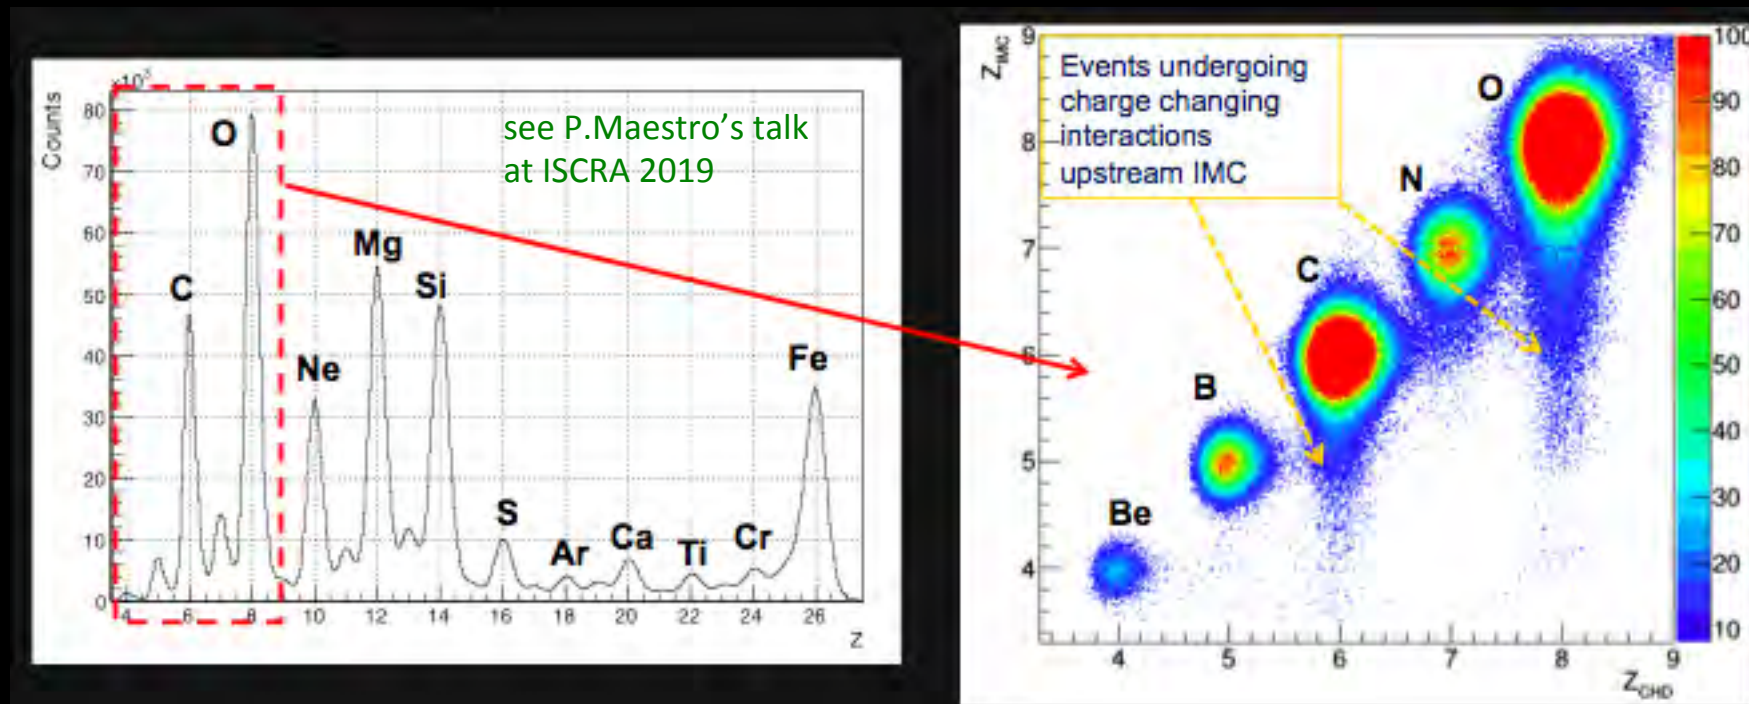 ×10³
Counts
80
70
60
50
40
30
20
10
0
4
6
8
10
12
14
16
18
20
22
24
26
Z
C
O
Ne
Mg
Si
S
Ar
Ca
Ti
Cr
Fe
see P.Maestro's talk
at ISCRA 2019
Z_IMC
9
8
7
6
5
4
Events undergoing
charge changing
interactions
upstream IMC
Be
B
C
N
O
4
5
6
7
8
9
Z_CHD
100
90
80
70
60
50
40
30
20
10